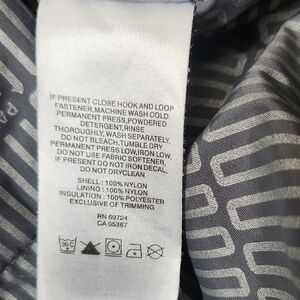 IF PRESENT CLOSE HOOK AND LOOP
FASTENER, MACHINE WASH COLD
PERMANENT PRESS, POWDERED
DETERGENT, RINSE
THOROUGHLY, WASH SEPARATELY,
DO NOT BLEACH, TUMBLE DRY
PERMANENT PRESS LOW, IRON LOW,
DO NOT USE FABRIC SOFTENER,
IF PRESENT DO NOT IRON DECAL,
DO NOT DRYCLEAN
SHELL : 100% NYLON
LINING : 100% NYLON
INSULATION : 100% POLYESTER
EXCLUSIVE OF TRIMMING
RN 69724
CA 05367